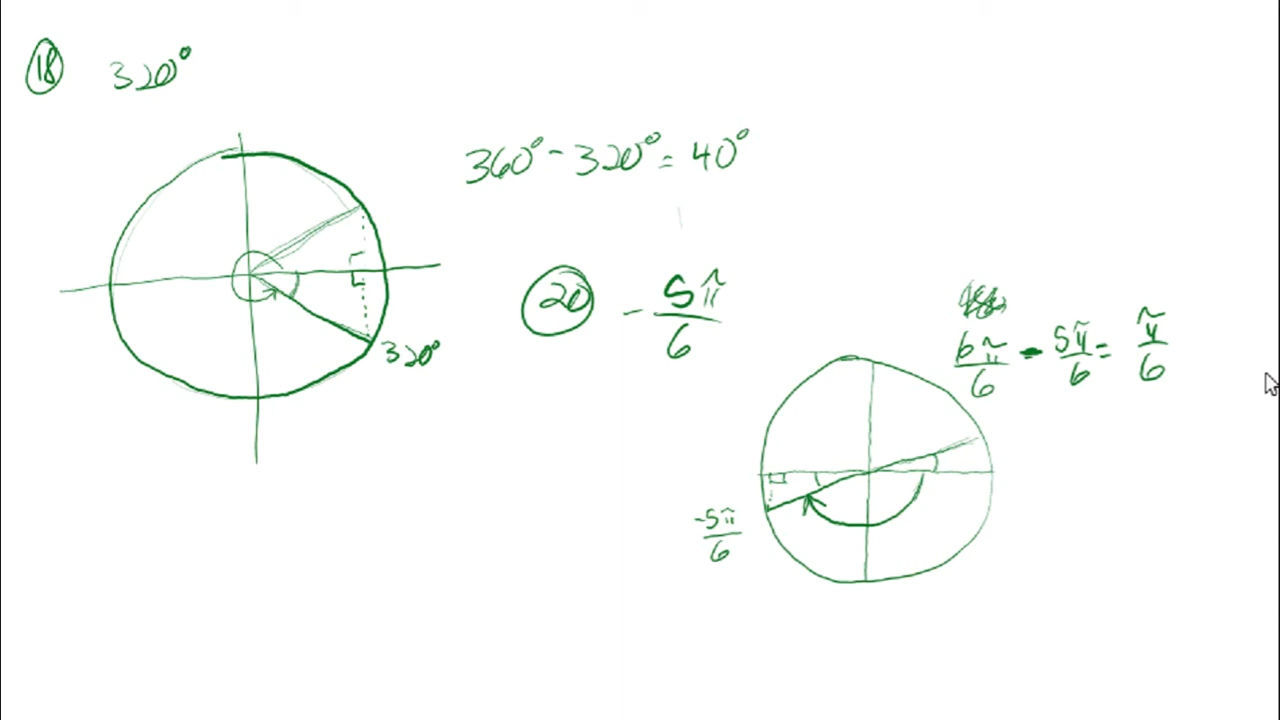 18 320°
360° - 320° = 40°
320°
20 - 5π/6
6π/6 - 5π/6 = π/6
-5π/6